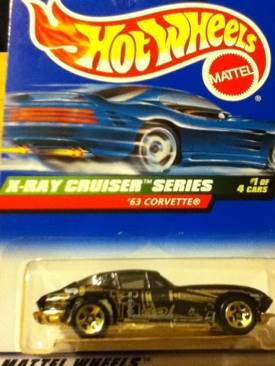 Hot Wheels
MATTEL
X-RAY CRUISER™ SERIES
'63 CORVETTE®
#1 OF
4 CARS
MATTEL WHEELS